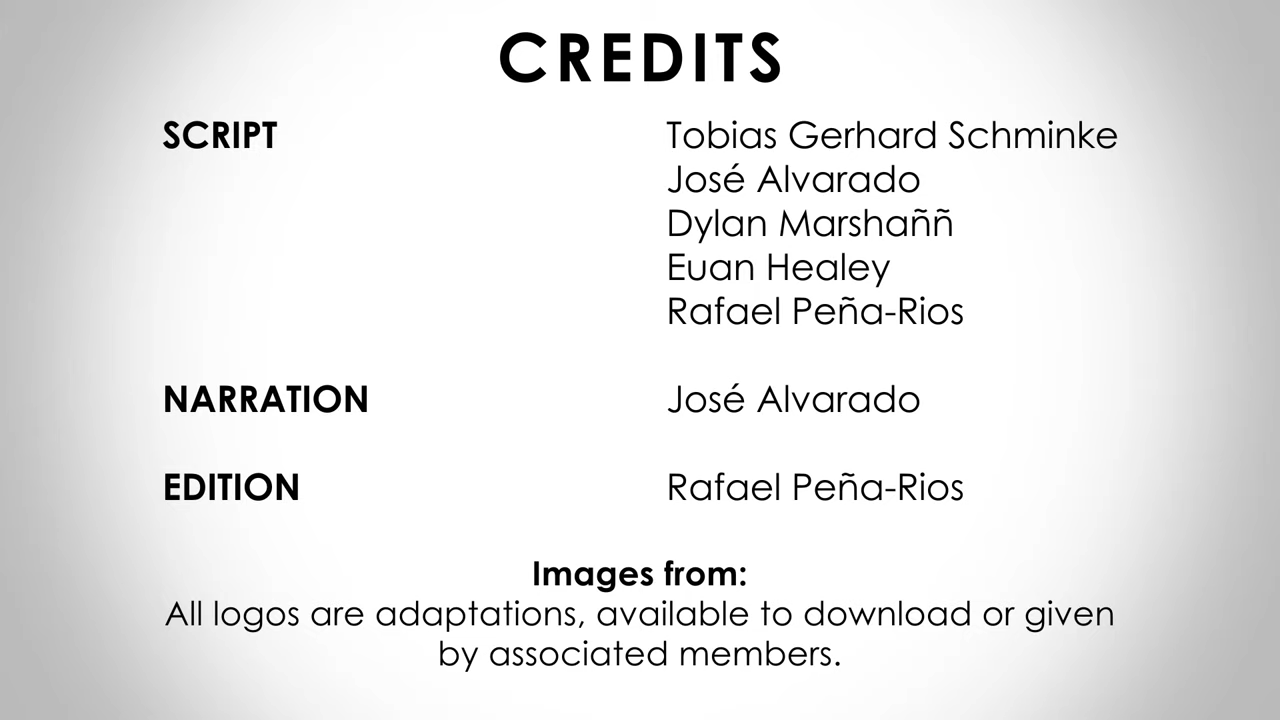 CREDITS
SCRIPT Tobias Gerhard Schminke
José Alvarado
Dylan Marshaññ
Euan Healey
Rafael Peña-Rios
NARRATION José Alvarado
EDITION Rafael Peña-Rios
Images from:
All logos are adaptations, available to download or given
by associated members.